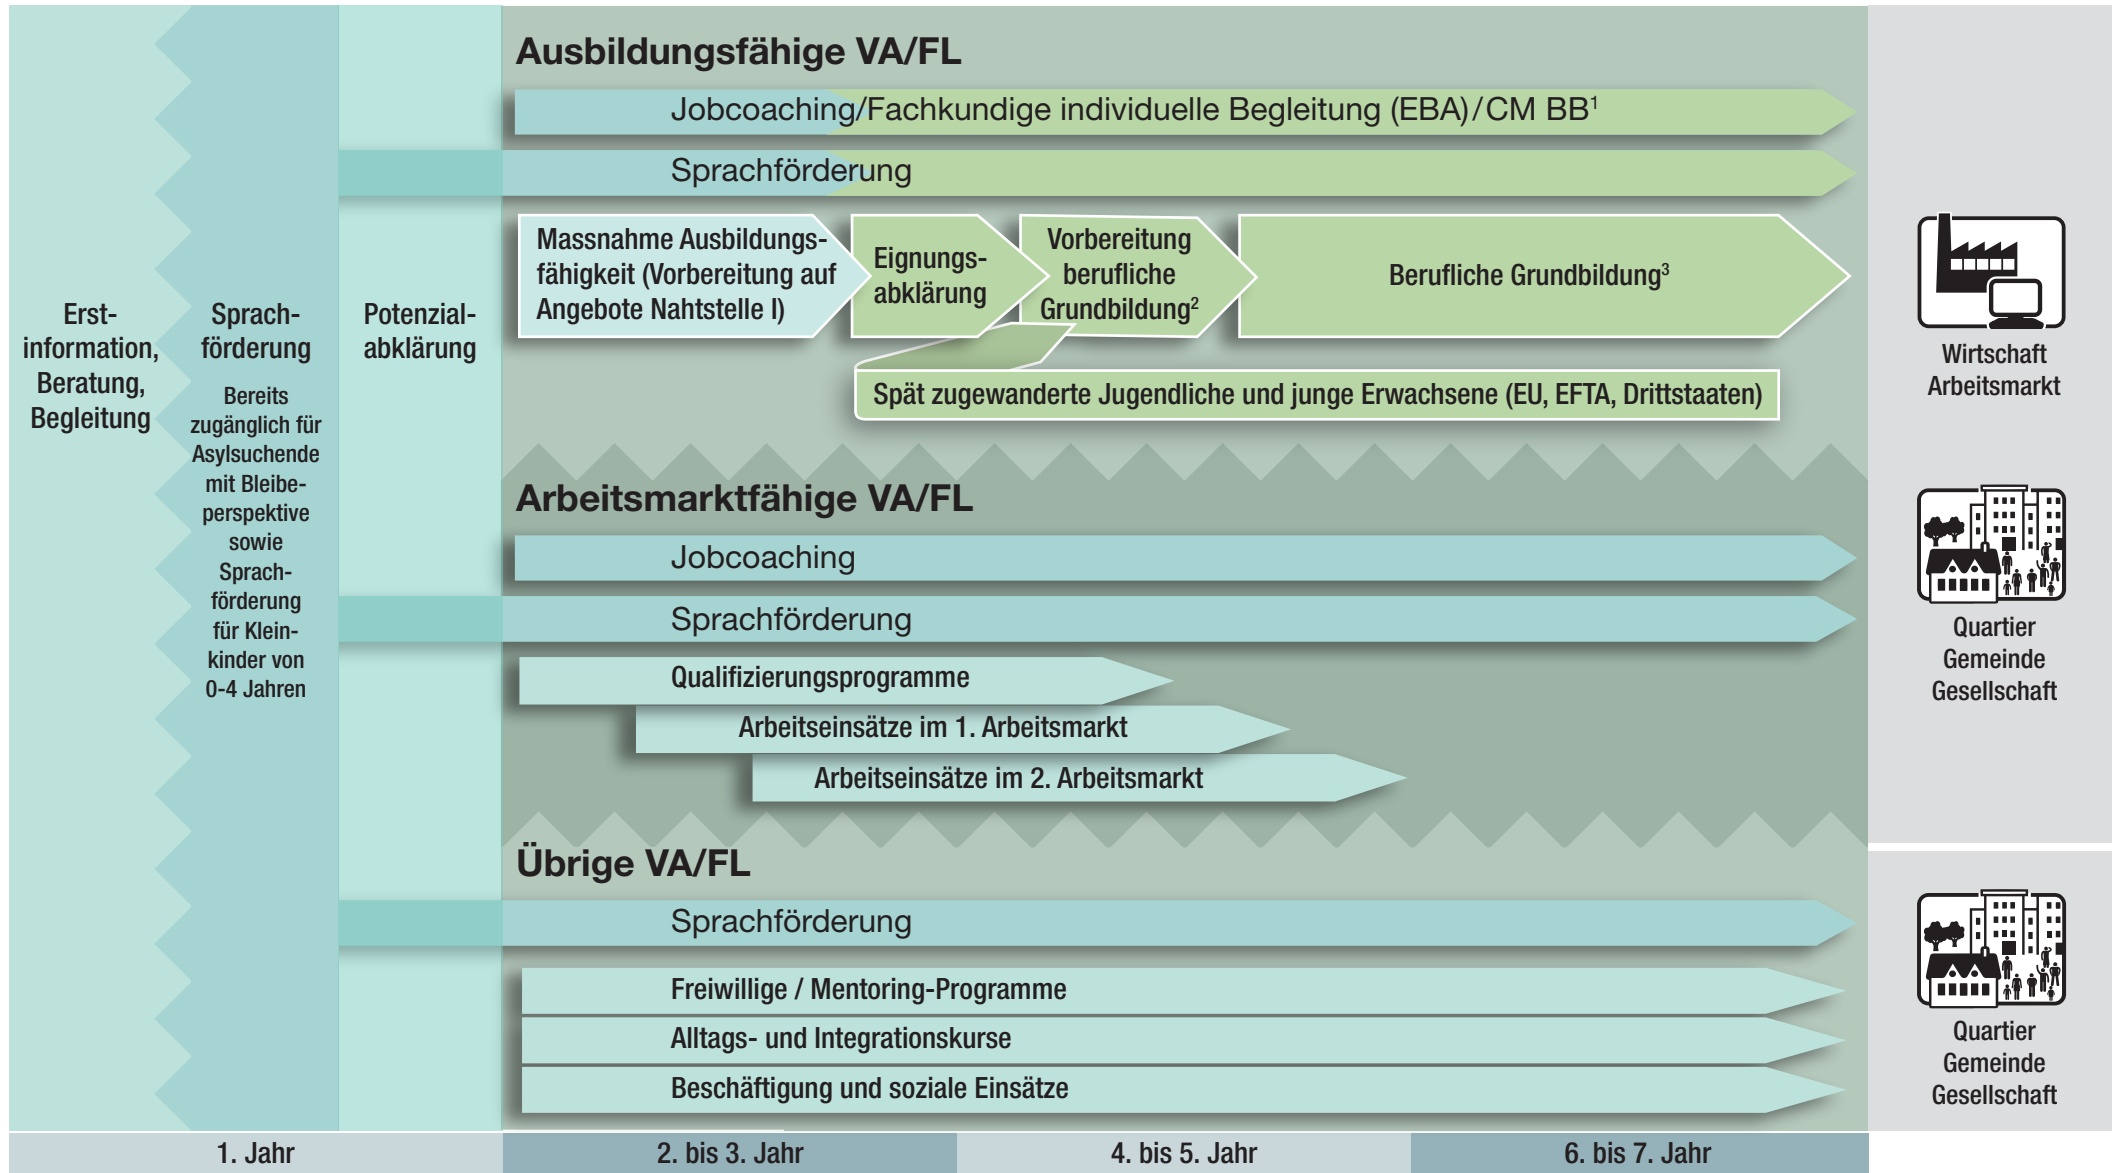 Erst-
information,
Beratung,
Begleitung
Sprach-
förderung
Bereits
zugänglich für
Asylsuchende
mit Bleibe-
perspektive
sowie
Sprach-
förderung
für Klein-
kinder von
0-4 Jahren
Potenzial-
abklärung
Ausbildungsfähige VA/FL
Jobcoaching/Fachkundige individuelle Begleitung (EBA)/CM BB¹
Sprachförderung
Massnahme Ausbildungs-
fähigkeit (Vorbereitung auf
Angebote Nahtstelle I)
Eignungs-
abklärung
Vorbereitung
berufliche
Grundbildung²
Berufliche Grundbildung³
Spät zugewanderte Jugendliche und junge Erwachsene (EU, EFTA, Drittstaaten)
Arbeitsmarktfähige VA/FL
Jobcoaching
Sprachförderung
Qualifizierungsprogramme
Arbeitseinsätze im 1. Arbeitsmarkt
Arbeitseinsätze im 2. Arbeitsmarkt
Übrige VA/FL
Sprachförderung
Freiwillige / Mentoring-Programme
Alltags- und Integrationskurse
Beschäftigung und soziale Einsätze
Wirtschaft
Arbeitsmarkt
Quartier
Gemeinde
Gesellschaft
Quartier
Gemeinde
Gesellschaft
1. Jahr
2. bis 3. Jahr
4. bis 5. Jahr
6. bis 7. Jahr